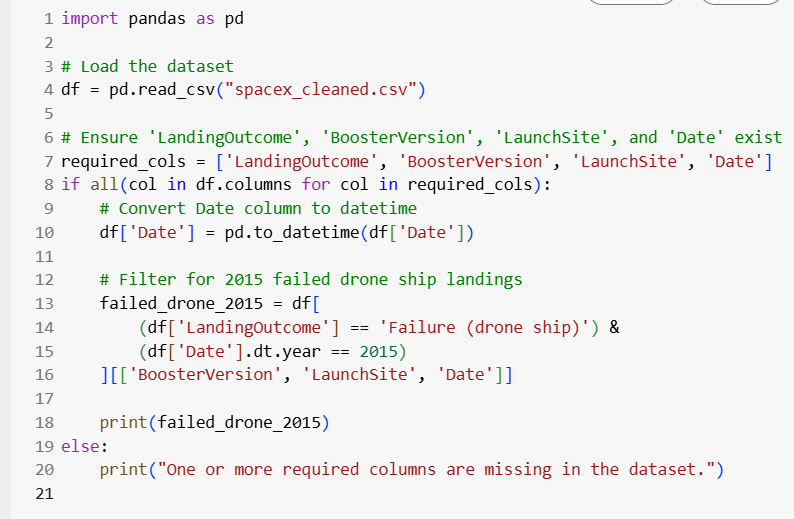 1 import pandas as pd
2
3 # Load the dataset
4 df = pd.read_csv("spacex_cleaned.csv")
5
6 # Ensure 'LandingOutcome', 'BoosterVersion', 'LaunchSite', and 'Date' exist
7 required_cols = ['LandingOutcome', 'BoosterVersion', 'LaunchSite', 'Date']
8 if all(col in df.columns for col in required_cols):
9     # Convert Date column to datetime
10     df['Date'] = pd.to_datetime(df['Date'])
11
12     # Filter for 2015 failed drone ship landings
13     failed_drone_2015 = df[
14         (df['LandingOutcome'] == 'Failure (drone ship)') &
15         (df['Date'].dt.year == 2015)
16     ][['BoosterVersion', 'LaunchSite', 'Date']]
17
18     print(failed_drone_2015)
19 else:
20     print("One or more required columns are missing in the dataset.")
21